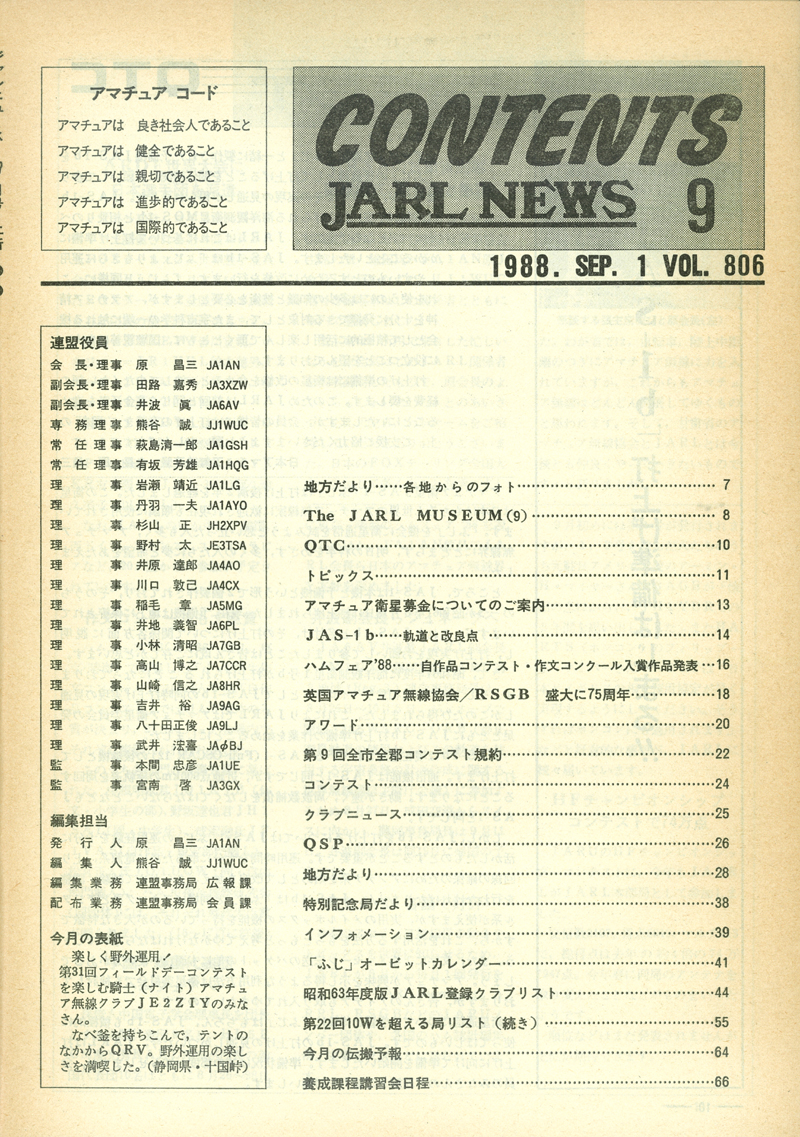 アマチュア コード
アマチュアは 良き社会人であること
アマチュアは 健全であること
アマチュアは 親切であること
アマチュアは 進歩的であること
アマチュアは 国際的であること
CONTENTS
JARL NEWS 9
1988. SEP. 1 VOL. 806
連盟役員
会長・理事 原 昌三 JA1AN
副会長・理事 田路 嘉秀 JA3XZW
副会長・理事 井波 眞 JA6AV
専務理事 熊谷 誠 JJ1WUC
常任理事 萩島清一郎 JA1GSH
常任理事 有坂 芳雄 JA1HQG
理事 岩瀬 靖近 JA1LG
理事 丹羽 一夫 JA1AYO
理事 杉山 正 JH2XPV
理事 野村 太 JE3TSA
理事 井原 達郎 JA4AO
理事 川口 敦己 JA4CX
理事 稲毛 章 JA5MG
理事 井地 義智 JA6PL
理事 小林 清昭 JA7GB
理事 高山 博之 JA7CCR
理事 山崎 信之 JA8HR
理事 吉井 裕 JA9AG
理事 八十田正俊 JA9LJ
理事 武井 浤喜 JAφBJ
監事 本間 忠彦 JA1UE
監事 宮南 啓 JA3GX
編集担当
発行人 原 昌三 JA1AN
編集人 熊谷 誠 JJ1WUC
編集業務 連盟事務局 広報課
配布業務 連盟事務局 会員課
今月の表紙
楽しく野外運用！
第31回フィールドデーコンテスト
を楽しむ騎士（ナイト）アマチュ
ア無線クラブJE2ZIYのみな
さん。
なべ釜を持ちこんで，テントの
なかからQRV。野外運用の楽し
さを満喫した。（静岡県・十国峠）
地方だより……各地からのフォト…………7
The JARL MUSEUM(9)…………8
QTC…………10
トピックス…………11
アマチュア衛星募金についてのご案内…………13
JAS-1b……軌道と改良点…………14
ハムフェア'88……自作品コンテスト・作文コンクール入賞作品発表…16
英国アマチュア無線協会／RSGB 盛大に75周年…………18
アワード…………20
第9回全市全郡コンテスト規約…………22
コンテスト…………24
クラブニュース…………25
QSP…………26
地方だより…………28
特別記念局だより…………38
インフォメーション…………39
「ふじ」オービットカレンダー…………41
昭和63年度版JARL登録クラブリスト…………44
第22回10Wを超える局リスト（続き）…………55
今月の伝搬予報…………64
養成課程講習会日程…………66